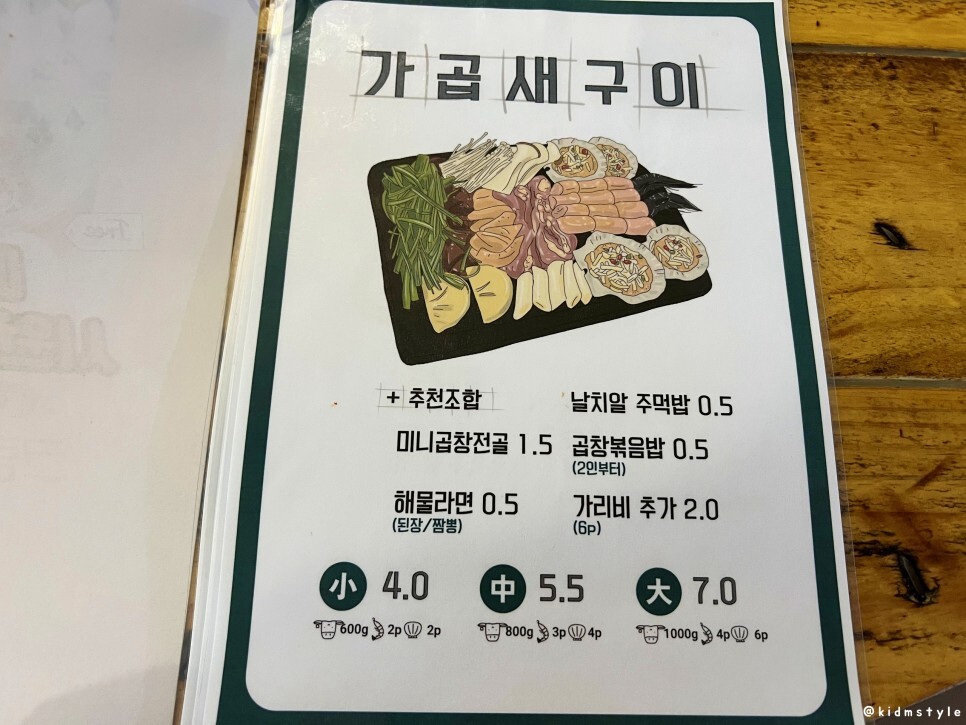 가곱새구이
+ 추천조합
날치알 주먹밥 0.5
미니곱창전골 1.5
곱창볶음밥 0.5
(2인부터)
해물라면 0.5
(된장/짬뽕)
가리비 추가 2.0
(6p)
小 4.0 中 5.5 大 7.0
600g 2p 2p 800g 3p 4p 1000g 4p 6p
@kidmstyle